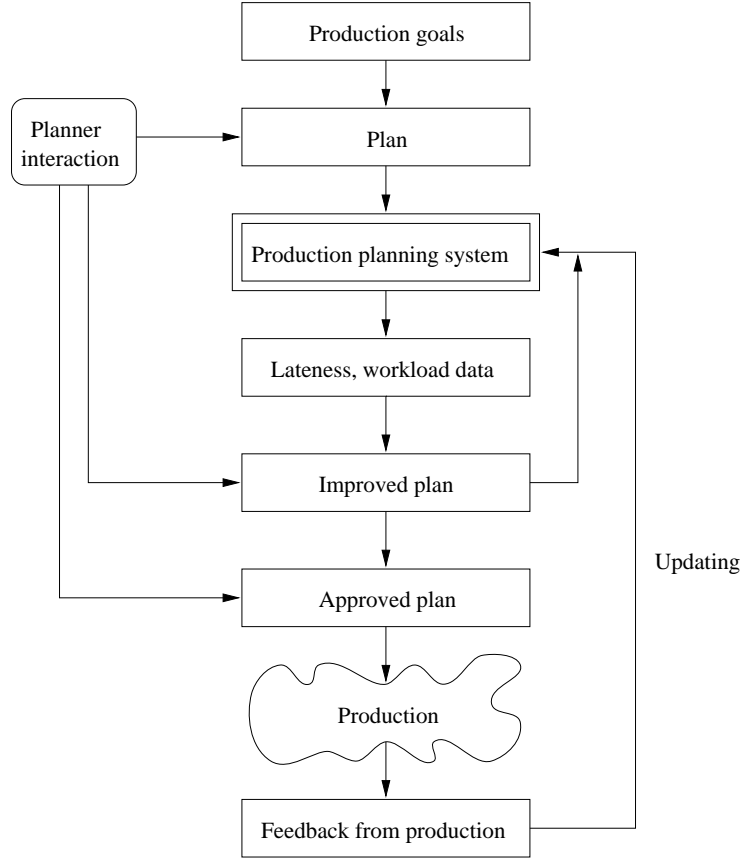 Production goals
Planner
interaction
Plan
Production planning system
Lateness, workload data
Improved plan
Updating
Approved plan
Production
Feedback from production